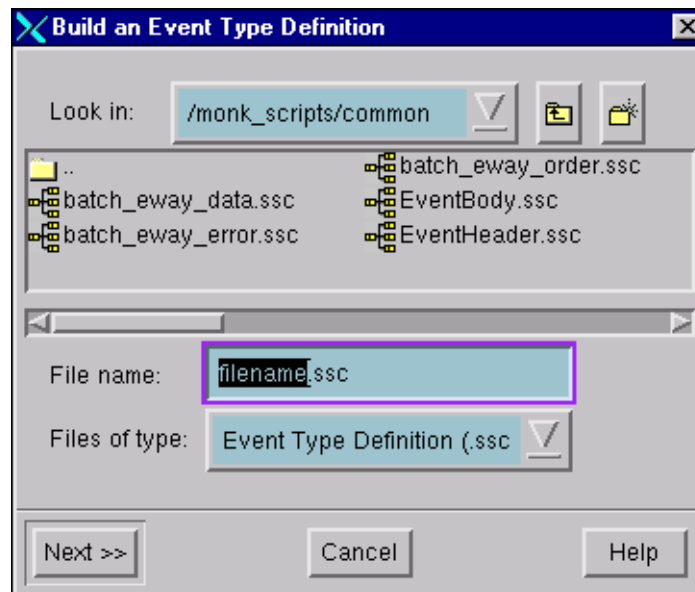 Build an Event Type Definition
Look in: /monk_scripts/common
.. batch_eway_order.ssc
batch_eway_data.ssc EventBody.ssc
batch_eway_error.ssc EventHeader.ssc
File name: filename.ssc
Files of type: Event Type Definition (.ssc
Next >> Cancel Help